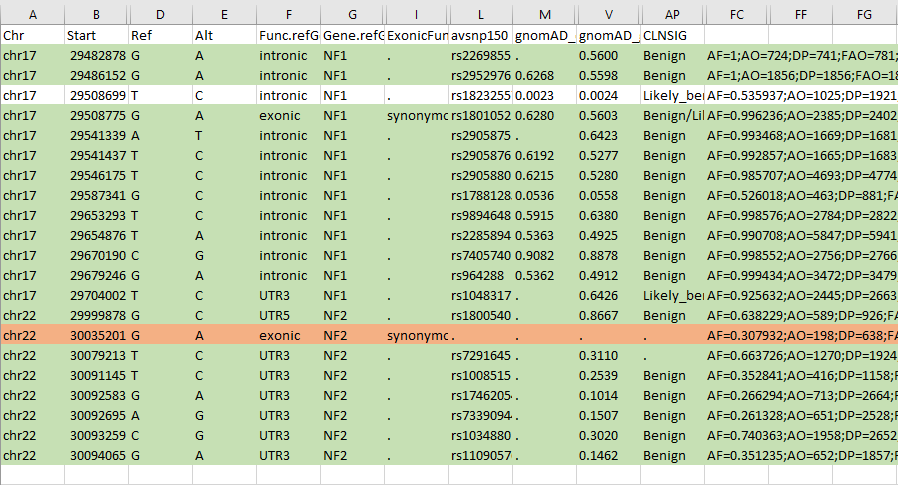 A B D E F G I L M V AP FC FF FG
Chr Start Ref Alt Func.refG Gene.refG ExonicFun avsnp150 gnomAD_ gnomAD_ CLNSIG
chr17 29482878 G A intronic NF1 . rs2269855 . 0.5600 Benign AF=1;AO=724;DP=741;FAO=781;
chr17 29486152 G A intronic NF1 . rs2952976 0.6268 0.5598 Benign AF=1;AO=1856;DP=1856;FAO=18
chr17 29508699 T C intronic NF1 . rs1823255 0.0023 0.0024 Likely_ben AF=0.535937;AO=1025;DP=1921
chr17 29508775 G A exonic NF1 synonymo rs1801052 0.6280 0.5603 Benign/Lil AF=0.996236;AO=2385;DP=2402
chr17 29541339 A T intronic NF1 . rs2905875 . 0.6423 Benign AF=0.993468;AO=1669;DP=1681
chr17 29541437 T C intronic NF1 . rs2905876 0.6192 0.5277 Benign AF=0.992857;AO=1665;DP=1683
chr17 29546175 T C intronic NF1 . rs2905880 0.6215 0.5280 Benign AF=0.985707;AO=4693;DP=4774
chr17 29587341 G C intronic NF1 . rs1788128 0.0536 0.0558 Benign AF=0.526018;AO=463;DP=881;FA
chr17 29653293 T C intronic NF1 . rs9894648 0.5915 0.6380 Benign AF=0.998576;AO=2784;DP=2822
chr17 29654876 T A intronic NF1 . rs2285894 0.5363 0.4925 Benign AF=0.990708;AO=5847;DP=5941
chr17 29670190 C G intronic NF1 . rs7405740 0.9082 0.8878 Benign AF=0.998552;AO=2756;DP=2766
chr17 29679246 G A intronic NF1 . rs964288 0.5362 0.4912 Benign AF=0.999434;AO=3472;DP=3479
chr17 29704002 T C UTR3 NF1 . rs1048317 . 0.6426 Likely_ben AF=0.925632;AO=2445;DP=2663
chr22 29999878 G C UTR5 NF2 . rs1800540 . 0.8667 Benign AF=0.638229;AO=589;DP=926;FA
chr22 30035201 G A exonic NF2 synonymo . . . . AF=0.307932;AO=198;DP=638;FA
chr22 30079213 T C UTR3 NF2 . rs7291645 . 0.3110 . AF=0.663726;AO=1270;DP=1924
chr22 30091145 T C UTR3 NF2 . rs1008515 . 0.2539 Benign AF=0.352841;AO=416;DP=1158;F
chr22 30092583 G A UTR3 NF2 . rs1746205 . 0.1014 Benign AF=0.266294;AO=713;DP=2664;F
chr22 30092695 A G UTR3 NF2 . rs7339094 . 0.1507 Benign AF=0.261328;AO=651;DP=2528;F
chr22 30093259 C G UTR3 NF2 . rs1034880 . 0.3020 Benign AF=0.740363;AO=1958;DP=2652
chr22 30094065 G A UTR3 NF2 . rs1109057 . 0.1462 Benign AF=0.351235;AO=652;DP=1857;F